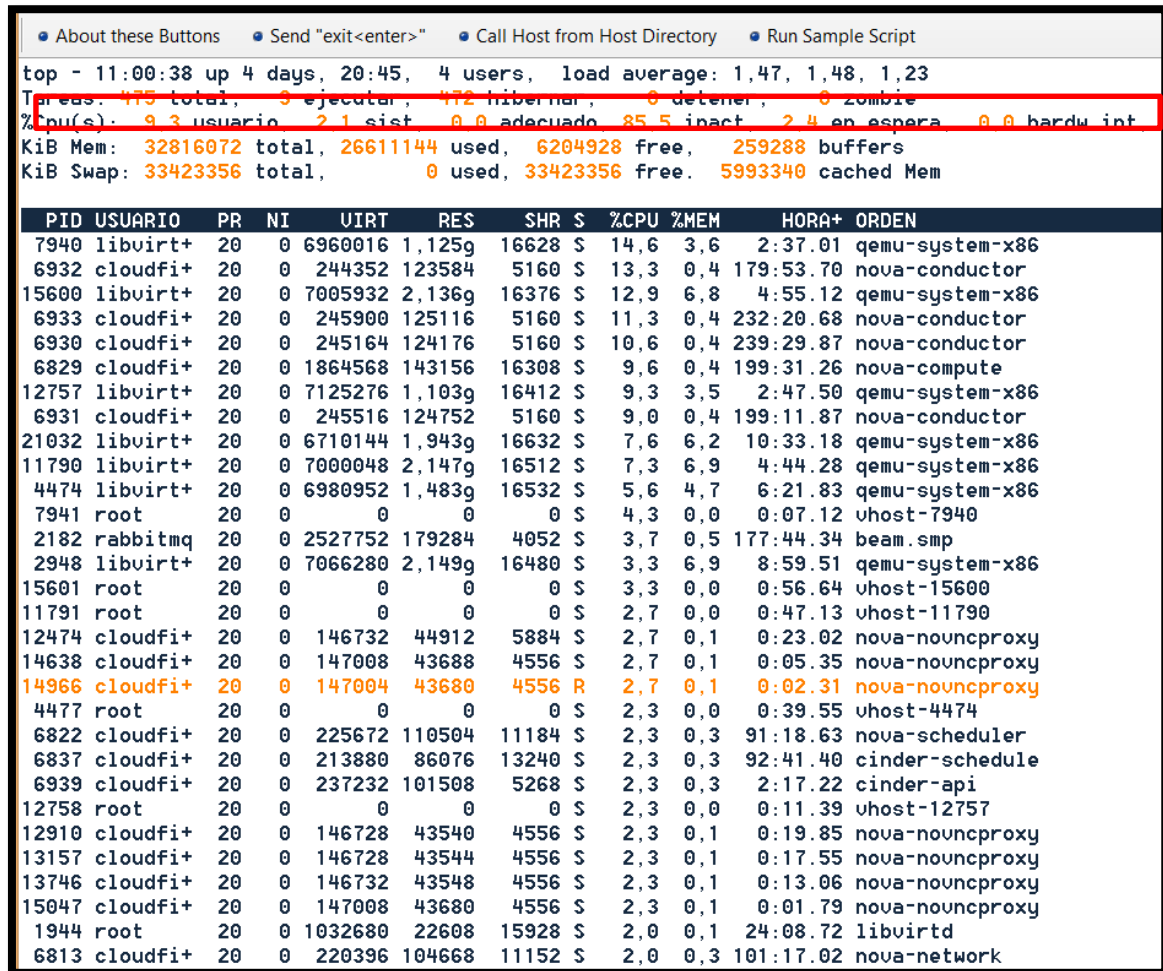 About these Buttons Send "exit<enter>" Call Host from Host Directory Run Sample Script
top - 11:00:38 up 4 days, 20:45, 4 users, load average: 1,47, 1,48, 1,23
Tareas: 475 total, 3 ejecutar, 472 hibernar, 0 detener, 0 zombie
%Cpu(s): 9,3 usuario, 2,1 sist, 0,0 adecuado, 85,5 inact, 2,4 en espera, 0,0 hardw int,
KiB Mem: 32816072 total, 26611144 used, 6204928 free, 259288 buffers
KiB Swap: 33423356 total, 0 used, 33423356 free. 5993340 cached Mem
PID USUARIO PR NI VIRT RES SHR S %CPU %MEM HORA+ ORDEN
7940 libvirt+ 20 0 6960016 1,125g 16628 S 14,6 3,6 2:37.01 qemu-system-x86
6932 cloudfi+ 20 0 244352 123584 5160 S 13,3 0,4 179:53.70 nova-conductor
15600 libvirt+ 20 0 7005932 2,136g 16376 S 12,9 6,8 4:55.12 qemu-system-x86
6933 cloudfi+ 20 0 245900 125116 5160 S 11,3 0,4 232:20.68 nova-conductor
6930 cloudfi+ 20 0 245164 124176 5160 S 10,6 0,4 239:29.87 nova-conductor
6829 cloudfi+ 20 0 1864568 143156 16308 S 9,6 0,4 199:31.26 nova-compute
12757 libvirt+ 20 0 7125276 1,103g 16412 S 9,3 3,5 2:47.50 qemu-system-x86
6931 cloudfi+ 20 0 245516 124752 5160 S 9,0 0,4 199:11.87 nova-conductor
21032 libvirt+ 20 0 6710144 1,943g 16632 S 7,6 6,2 10:33.18 qemu-system-x86
11790 libvirt+ 20 0 7000048 2,147g 16512 S 7,3 6,9 4:44.28 qemu-system-x86
4474 libvirt+ 20 0 6980952 1,483g 16532 S 5,6 4,7 6:21.83 qemu-system-x86
7941 root 20 0 0 0 0 S 4,3 0,0 0:07.12 vhost-7940
2182 rabbitmq 20 0 2527752 179284 4052 S 3,7 0,5 177:44.34 beam.smp
2948 libvirt+ 20 0 7066280 2,149g 16480 S 3,3 6,9 8:59.51 qemu-system-x86
15601 root 20 0 0 0 0 S 3,3 0,0 0:56.64 vhost-15600
11791 root 20 0 0 0 0 S 2,7 0,0 0:47.13 vhost-11790
12474 cloudfi+ 20 0 146732 44912 5884 S 2,7 0,1 0:23.02 nova-novncproxy
14638 cloudfi+ 20 0 147008 43688 4556 S 2,7 0,1 0:05.35 nova-novncproxy
14966 cloudfi+ 20 0 147004 43680 4556 R 2,7 0,1 0:02.31 nova-novncproxy
4477 root 20 0 0 0 0 S 2,3 0,0 0:39.55 vhost-4474
6822 cloudfi+ 20 0 225672 110504 11184 S 2,3 0,3 91:18.63 nova-scheduler
6837 cloudfi+ 20 0 213880 86076 13240 S 2,3 0,3 92:41.40 cinder-schedule
6939 cloudfi+ 20 0 237232 101508 5268 S 2,3 0,3 2:17.22 cinder-api
12758 root 20 0 0 0 0 S 2,3 0,0 0:11.39 vhost-12757
12910 cloudfi+ 20 0 146728 43540 4556 S 2,3 0,1 0:19.85 nova-novncproxy
13157 cloudfi+ 20 0 146728 43544 4556 S 2,3 0,1 0:17.55 nova-novncproxy
13746 cloudfi+ 20 0 146732 43548 4556 S 2,3 0,1 0:13.06 nova-novncproxy
15047 cloudfi+ 20 0 147008 43680 4556 S 2,3 0,1 0:01.79 nova-novncproxy
1944 root 20 0 1032680 22608 15928 S 2,0 0,1 24:08.72 libvirtd
6813 cloudfi+ 20 0 220396 104668 11152 S 2,0 0,3 101:17.02 nova-network